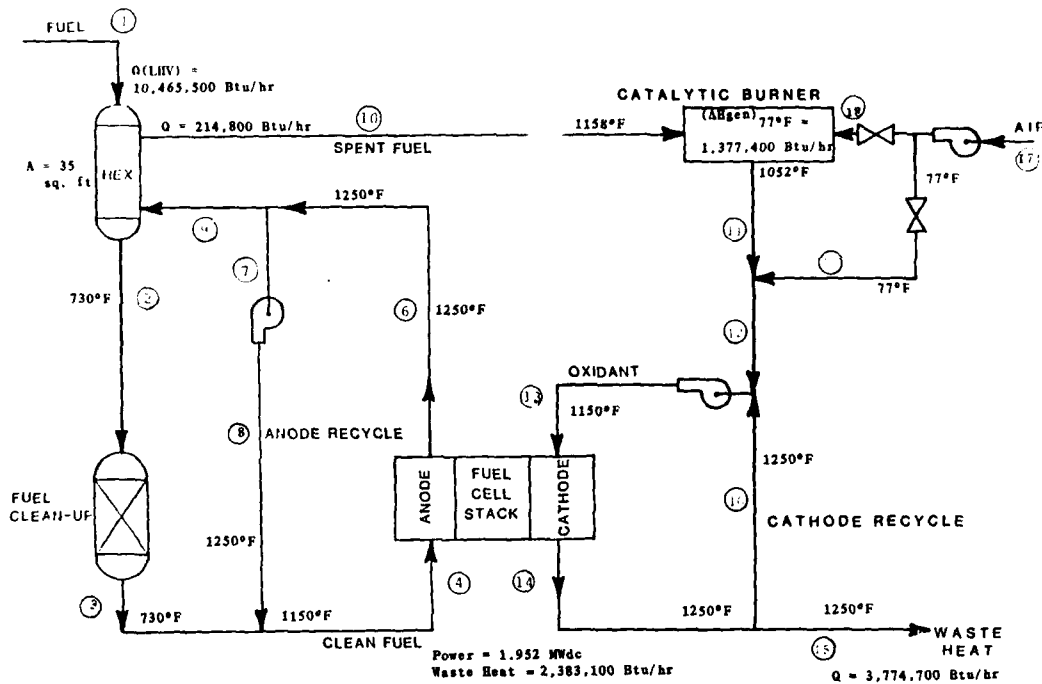 FUEL
1
Q(LHV) =
10,465,500 Btu/hr
CATALYTIC BURNER
Q = 214,800 Btu/hr
10
SPENT FUEL
1158°F
(ΔHgen) 77°F =
1,377,400 Btu/hr
18
AIR
17
A = 35
sq. ft
HEX
1052°F
77°F
1250°F
9
11
7
730°F
2
6
1250°F
77°F
12
OXIDANT
13
1150°F
8
ANODE RECYCLE
ANODE
FUEL
CELL
STACK
CATHODE
1250°F
16
CATHODE RECYCLE
FUEL
CLEAN-UP
1250°F
4
14
3
730°F
1150°F
1250°F
1250°F
CLEAN FUEL
15
WASTE
HEAT
Power = 1.952 MWdc
Waste Heat = 2,383,100 Btu/hr
Q = 3,774,700 Btu/hr